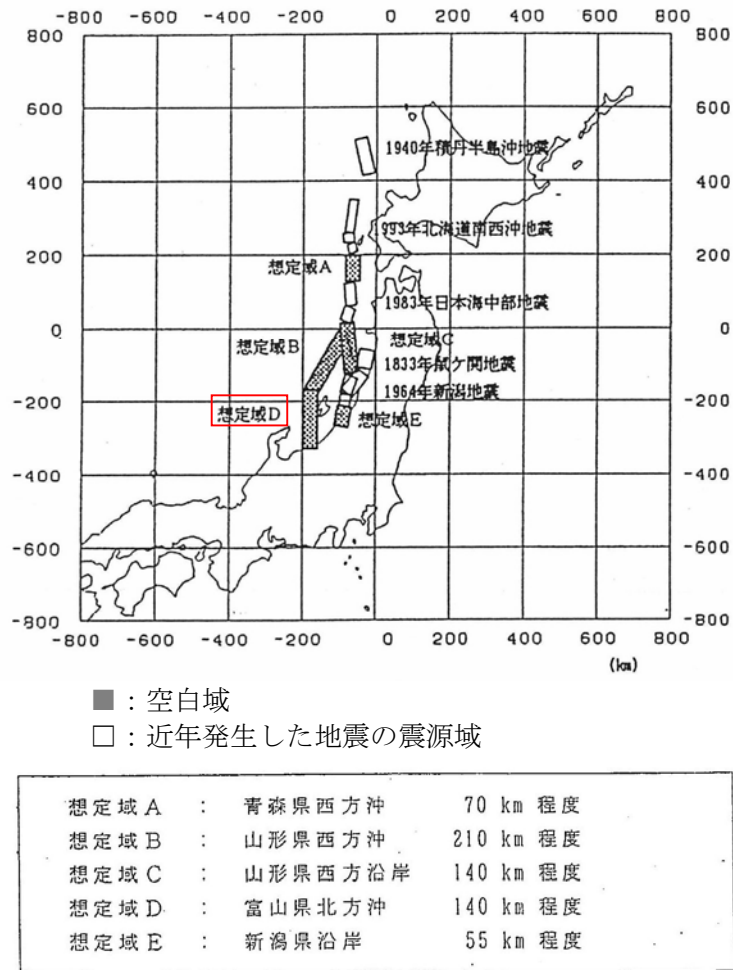 -800 -600 -400 -200 0 200 400 600 800
800 800
600 600
1940年積丹半島沖地震
400 400
993年北海道南西沖地震
200 200
想定域A
1983年日本海中部地震
0 0
想定域B
想定域C
1833年鼠ケ関地震
1964年新潟地震
-200 -200
想定域D
想定域E
-400 -400
-600 -600
-800 -800
-800 -600 -400 -200 0 200 400 600 800
(km)
■：空白域
□：近年発生した地震の震源域
想定域A : 青森県西方沖 70 km 程度
想定域B : 山形県西方沖 210 km 程度
想定域C : 山形県西方沿岸 140 km 程度
想定域D : 富山県北方沖 140 km 程度
想定域E : 新潟県沿岸 55 km 程度